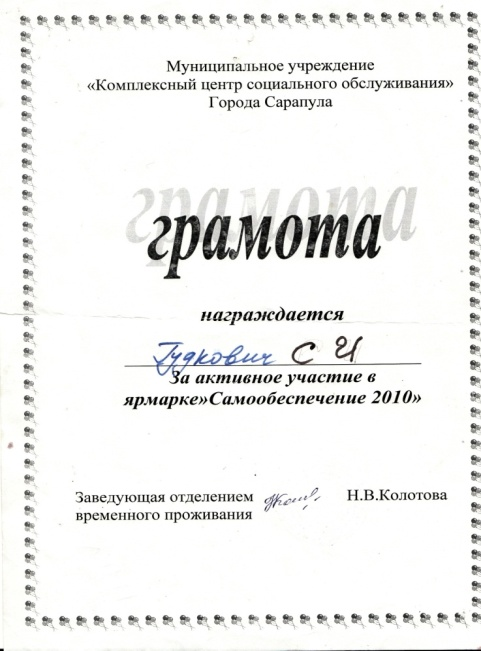 Муниципальное учреждение
«Комплексный центр социального обслуживания»
Города Сарапула
грамота
награждается
Гудкович С И
За активное участие в
ярмарке»Самообеспечение 2010»
Заведующая отделением Н.В.Колотова
временного проживания